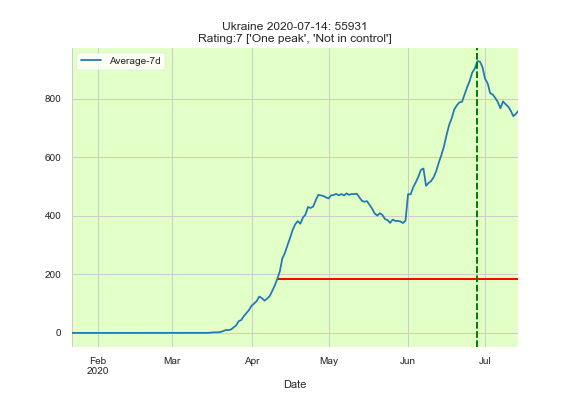 Ukraine 2020-07-14: 55931
Rating:7 ['One peak', 'Not in control']
Average-7d
800
600
400
200
0
Feb Mar Apr May Jun Jul
2020
Date